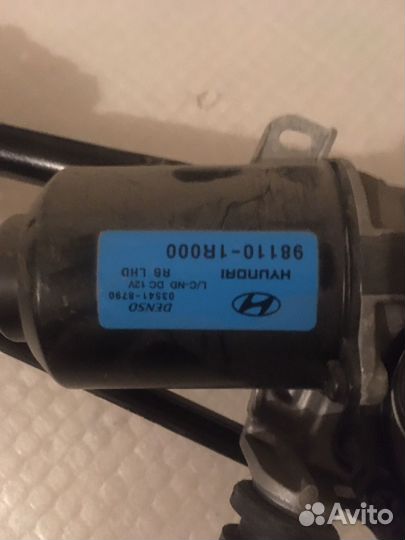 98110-1R000
HYUNDAI RB LHD
L/C-ND DC 12V
DENSO 03541-8790
Avito